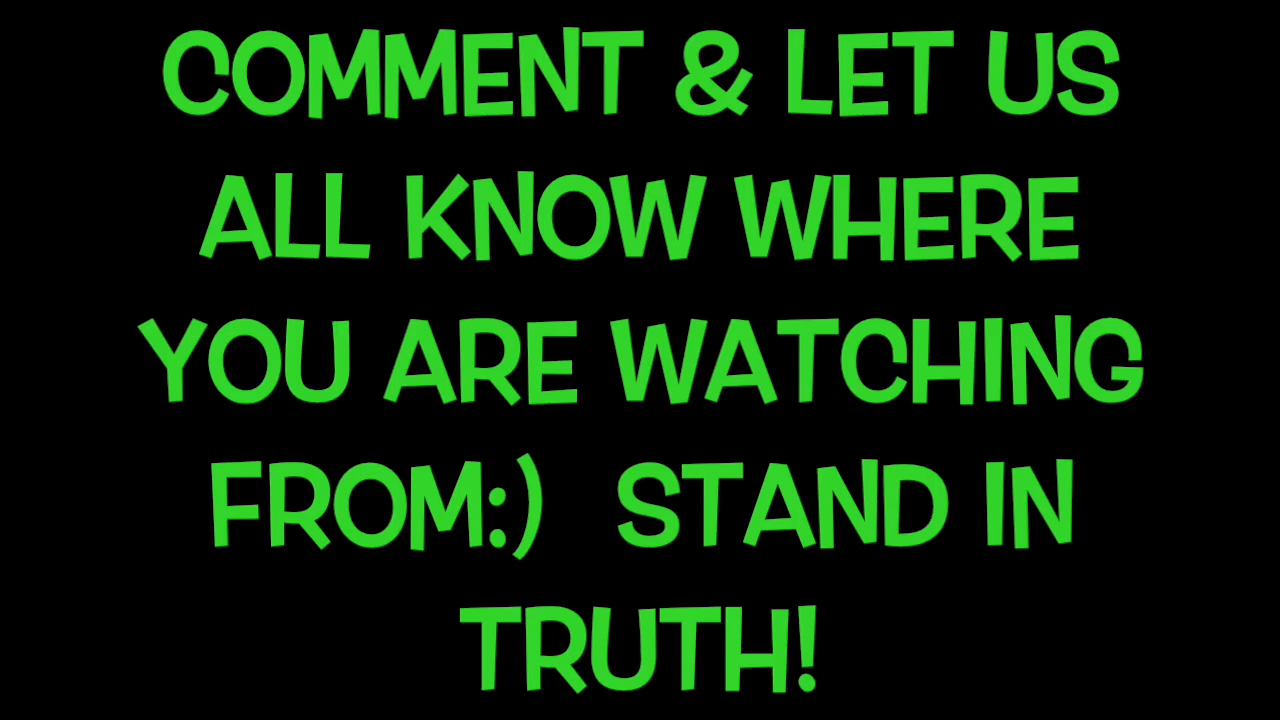 COMMENT & LET US
ALL KNOW WHERE
YOU ARE WATCHING
FROM:)  STAND IN
TRUTH!